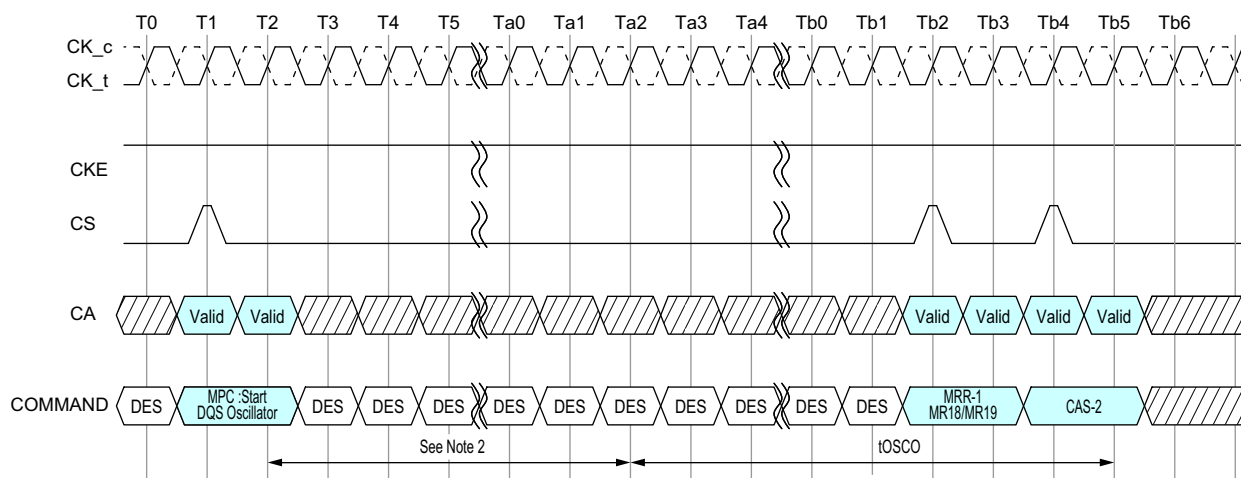 T0 T1 T2 T3 T4 T5 Ta0 Ta1 Ta2 Ta3 Ta4 Tb0 Tb1 Tb2 Tb3 Tb4 Tb5 Tb6
CK_c
CK_t
CKE
CS
CA Valid Valid Valid Valid Valid Valid
COMMAND DES MPC :Start DES DES DES DES DES DES DES DES DES DES MRR-1 CAS-2
DQS Oscillator MR18/MR19
See Note 2 tOSCO